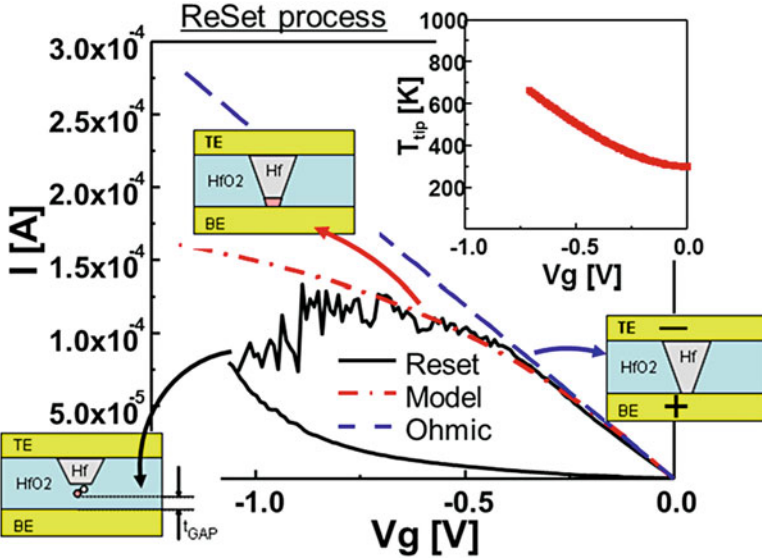 ReSet process
3.0x10⁻⁴
2.5x10⁻⁴
2.0x10⁻⁴
1.5x10⁻⁴
1.0x10⁻⁴
5.0x10⁻⁵
I [A]
-1.0
-0.5
0.0
Vg [V]
Reset
Model
Ohmic
1000
800
600
400
200
T_tip [K]
-1.0
-0.5
0.0
Vg [V]
TE
Hf
HfO2
BE
TE −
Hf
HfO2
BE +
TE
Hf
HfO2
BE
t_GAP